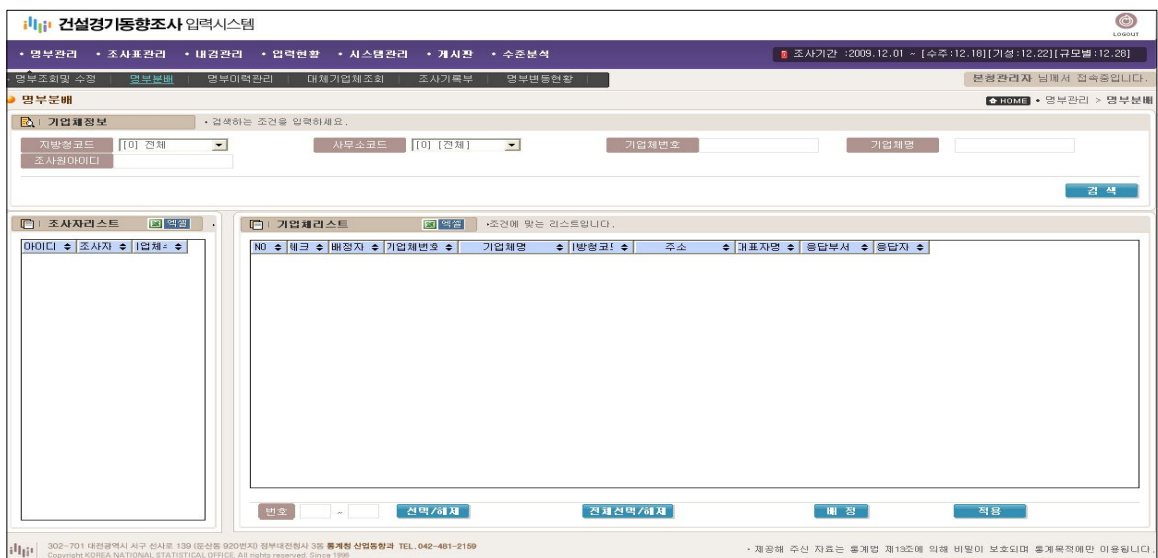 건설경기동향조사 입력시스템
LOGOUT
• 명부관리 • 조사표관리 • 내검관리 • 입력현황 • 시스템관리 • 게시판 • 수준분석
조사기간 :2009.12.01 ~ [수주:12.18][기성:12.22][규모별:12.28]
명부조회및 수정 | 명부분배 | 명부이력관리 | 대체기업체조회 | 조사기록부 | 명부변동현황 |
본청관리자 님께서 접속중입니다.
명부분배
HOME • 명부관리 > 명부분배
기업체정보 • 검색하는 조건을 입력하세요.
지방청코드 [[0] 전체 사무소코드 [[0] [전체] 기업체번호 기업체명
조사원아이디
검 색
조사자리스트 엑셀 •
기업체리스트 엑셀 •조건에 맞는 리스트입니다.
아이디 조사자
NO 체크 배정자 기업체번호 기업체명 주소 대표자명 응답부서 응답자
번호 ~ 선택/해제 전체선택/해제 배 정 적용
302-701 대전광역시 서구 선사로 139 (둔산동 920번지) 정부대전청사 3동 통계청 산업동향과 TEL. 042-481-2159
Copyright KOREA NATIONAL STATISTICAL OFFICE. All rights reserved. Since 1998
• 제공해 주신 자료는 통계법 제13조에 의해 비밀이 보호되며 통계목적에만 이용됩니다.